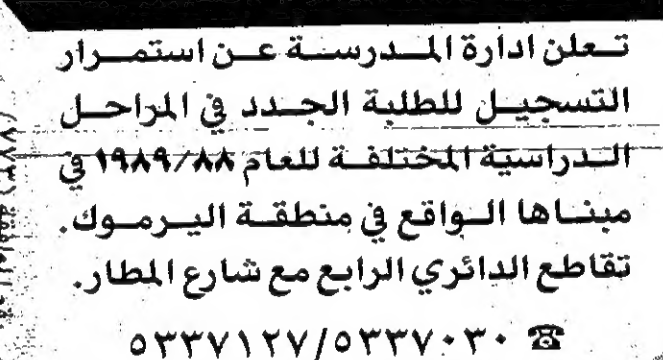 تعلن ادارة المدرسة عن استمرار
التسجيل للطلبة الجدد في المراحل
الدراسية المختلفة للعام ١٩٨٩/٨٨ في
مبناها الواقع في منطقة اليرموك.
تقاطع الدائري الرابع مع شارع المطار.
☎ ٥٣٣٧٠٣٠/٥٣٣٧١٢٧